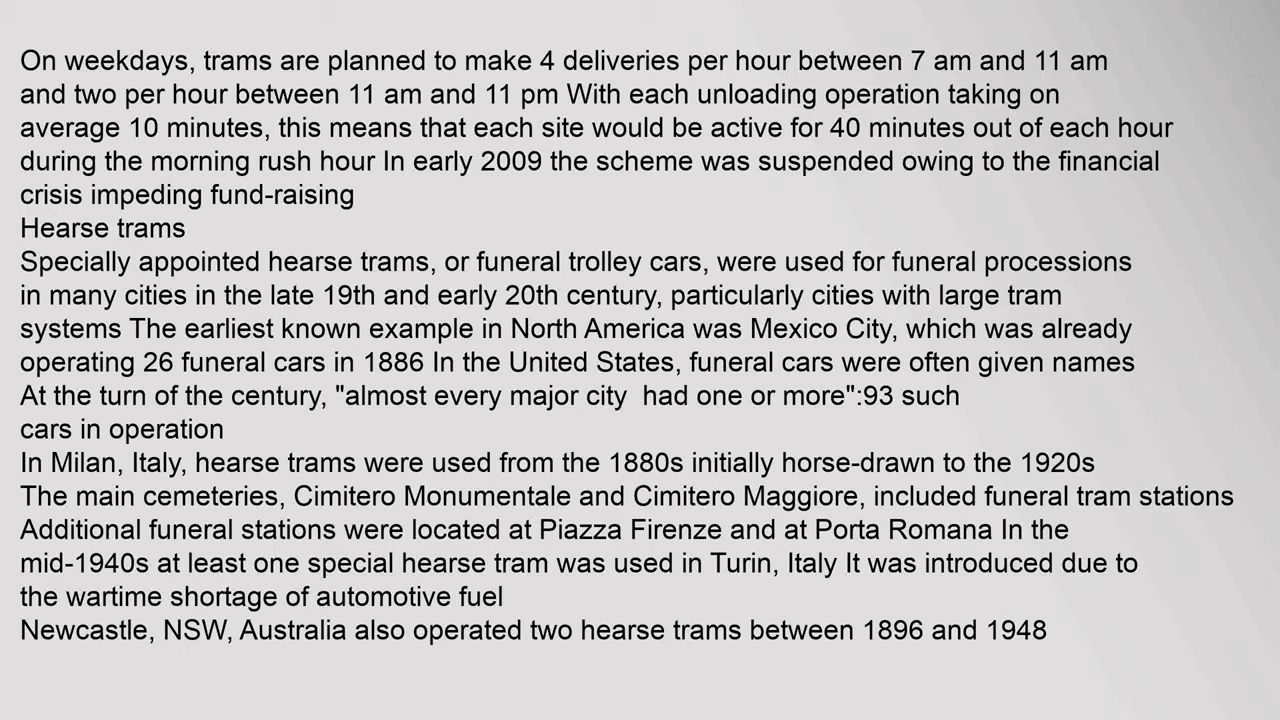 On weekdays, trams are planned to make 4 deliveries per hour between 7 am and 11 am
and two per hour between 11 am and 11 pm With each unloading operation taking on
average 10 minutes, this means that each site would be active for 40 minutes out of each hour
during the morning rush hour In early 2009 the scheme was suspended owing to the financial
crisis impeding fund-raising
Hearse trams
Specially appointed hearse trams, or funeral trolley cars, were used for funeral processions
in many cities in the late 19th and early 20th century, particularly cities with large tram
systems The earliest known example in North America was Mexico City, which was already
operating 26 funeral cars in 1886 In the United States, funeral cars were often given names
At the turn of the century, "almost every major city  had one or more":93 such
cars in operation
In Milan, Italy, hearse trams were used from the 1880s initially horse-drawn to the 1920s
The main cemeteries, Cimitero Monumentale and Cimitero Maggiore, included funeral tram stations
Additional funeral stations were located at Piazza Firenze and at Porta Romana In the
mid-1940s at least one special hearse tram was used in Turin, Italy It was introduced due to
the wartime shortage of automotive fuel
Newcastle, NSW, Australia also operated two hearse trams between 1896 and 1948